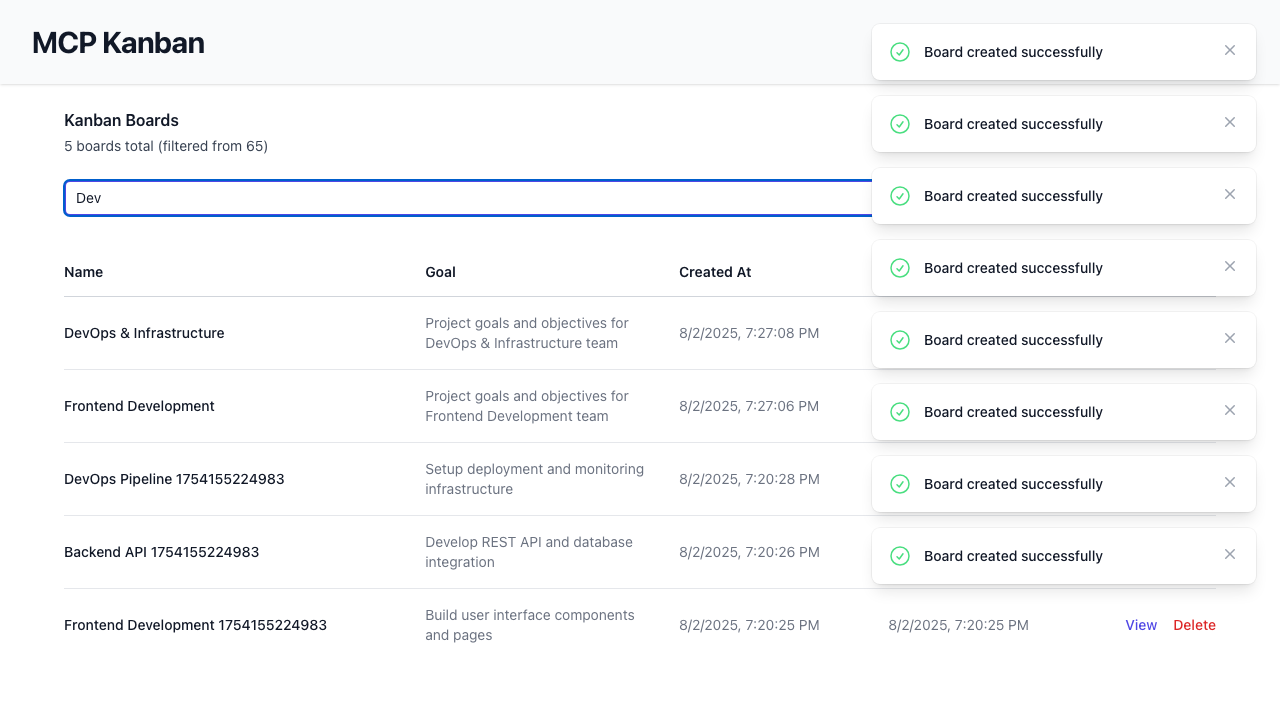 MCP Kanban
Board created successfully
Board created successfully
Board created successfully
Board created successfully
Board created successfully
Board created successfully
Board created successfully
Board created successfully
Kanban Boards
5 boards total (filtered from 65)
Dev
Name Goal Created At
DevOps & Infrastructure
Project goals and objectives for
DevOps & Infrastructure team
8/2/2025, 7:27:08 PM
Frontend Development
Project goals and objectives for
Frontend Development team
8/2/2025, 7:27:06 PM
DevOps Pipeline 1754155224983
Setup deployment and monitoring
infrastructure
8/2/2025, 7:20:28 PM
Backend API 1754155224983
Develop REST API and database
integration
8/2/2025, 7:20:26 PM
Frontend Development 1754155224983
Build user interface components
and pages
8/2/2025, 7:20:25 PM
8/2/2025, 7:20:25 PM
View Delete